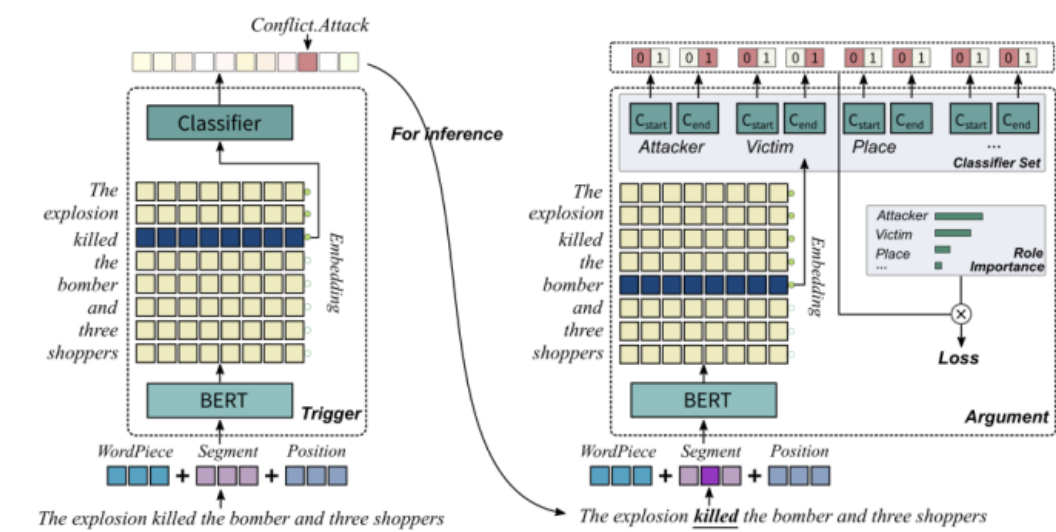 Conflict.Attack
Classifier
The
explosion
killed
the
bomber
and
three
shoppers
Embedding
BERT
Trigger
WordPiece + Segment + Position
The explosion killed the bomber and three shoppers
For inference
0 1 0 1 0 1 0 1 0 1 0 1 0 1 0 1
Cstart Cend Cstart Cend Cstart Cend Cstart Cend
Attacker Victim Place ...
Classifier Set
The
explosion
killed
the
bomber
and
three
shoppers
Embedding
Attacker
Victim
Place
...
Role
Importance
×
Loss
BERT
Argument
WordPiece + Segment + Position
The explosion killed the bomber and three shoppers